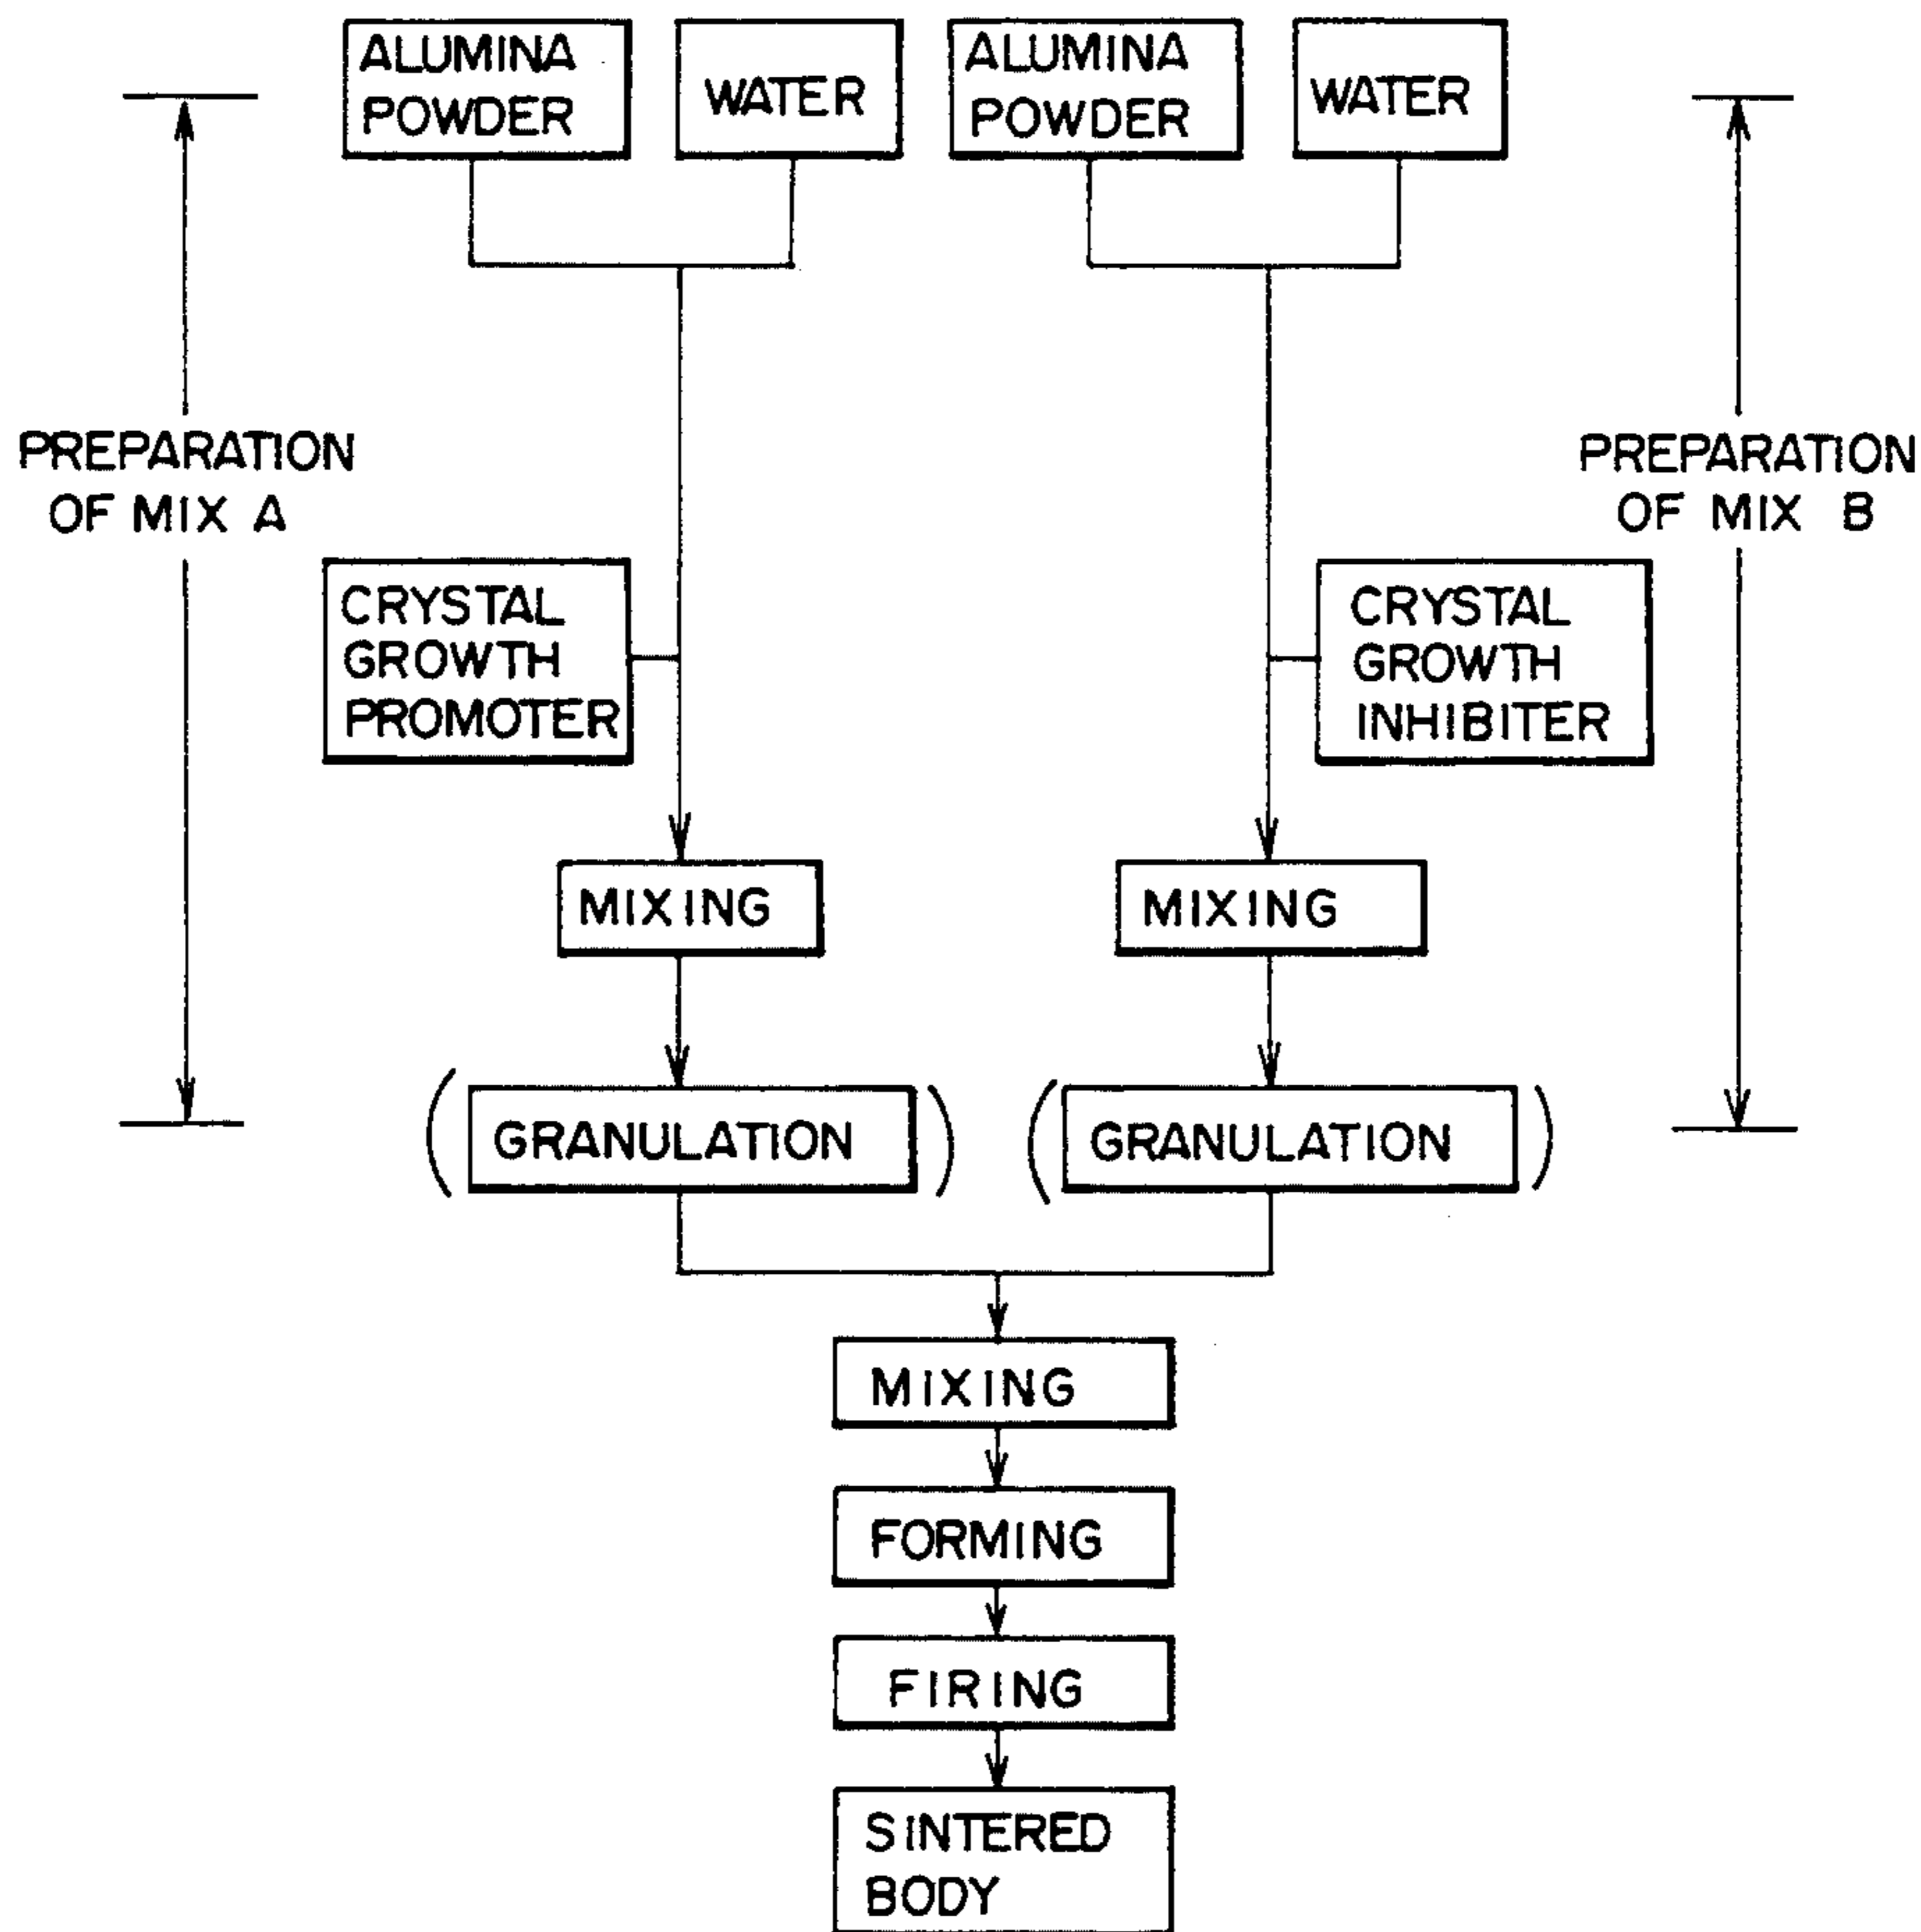 ALUMINA
POWDER
WATER
ALUMINA
POWDER
WATER
PREPARATION
OF MIX A
PREPARATION
OF MIX B
CRYSTAL
GROWTH
PROMOTER
CRYSTAL
GROWTH
INHIBITER
MIXING
MIXING
(GRANULATION)
(GRANULATION)
MIXING
FORMING
FIRING
SINTERED
BODY